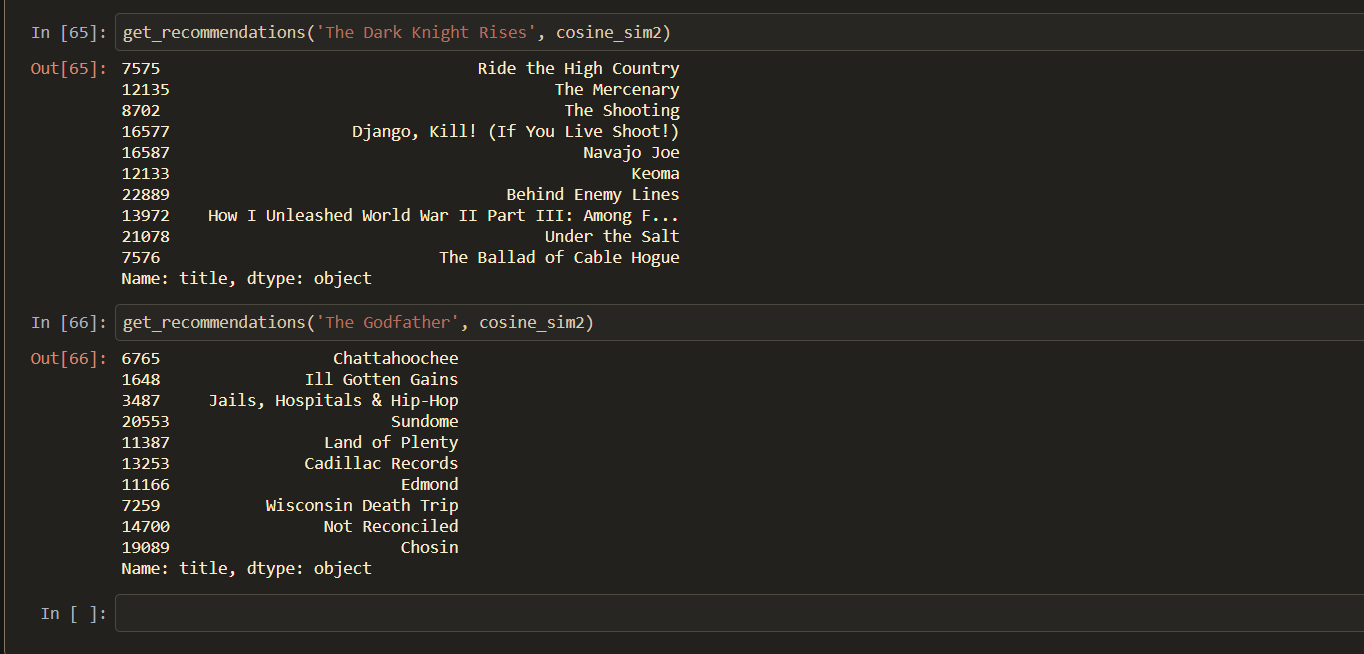 In [65]: get_recommendations('The Dark Knight Rises', cosine_sim2)
Out[65]: 7575 Ride the High Country
12135 The Mercenary
8702 The Shooting
16577 Django, Kill! (If You Live Shoot!)
16587 Navajo Joe
12133 Keoma
22889 Behind Enemy Lines
13972 How I Unleashed World War II Part III: Among F...
21078 Under the Salt
7576 The Ballad of Cable Hogue
Name: title, dtype: object
In [66]: get_recommendations('The Godfather', cosine_sim2)
Out[66]: 6765 Chattahoochee
1648 Ill Gotten Gains
3487 Jails, Hospitals & Hip-Hop
20553 Sundome
11387 Land of Plenty
13253 Cadillac Records
11166 Edmond
7259 Wisconsin Death Trip
14700 Not Reconciled
19089 Chosin
Name: title, dtype: object
In [ ]: